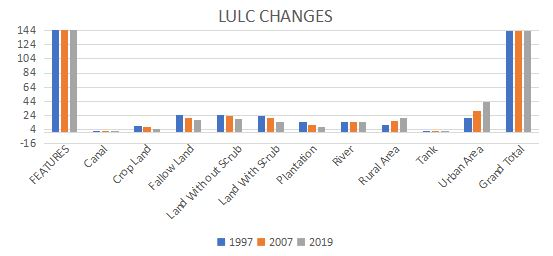 LULC CHANGES
144
124
104
84
64
44
24
4
-16
FEATURES
Canal
Crop Land
Fallow Land
Land Without Scrub
Land With Scrub
Plantation
River
Rural Area
Tank
Urban Area
Grand Total
1997 2007 2019